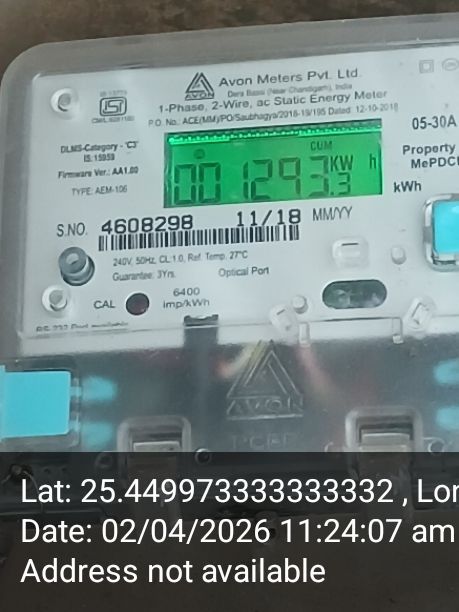 Avon Meters Pvt. Ltd.
Dera Bassi (Near Chandigarh), India
1-Phase, 2-Wire, ac Static Energy Meter
P.O. No.: ACE(MM)/PO/Saubhagya/2018-19/195 Dated: 12-10-2018
AVON
IS 13779
05-30A
DLMS-Category - 'C3'
IS:15959
Firmware Ver.: AA1.00
TYPE: AEM-106
CUM
001293.3
KW h
Property
MePDC
kWh
S.NO. 4608298 11/18 MM/YY
240V, 50Hz, CL:1.0, Ref. Temp. 27°C
Guarantee: 3Yrs. Optical Port
CAL 6400
imp/kWh
AVON
Lat: 25.449973333333332 , Lon
Date: 02/04/2026 11:24:07 am
Address not available